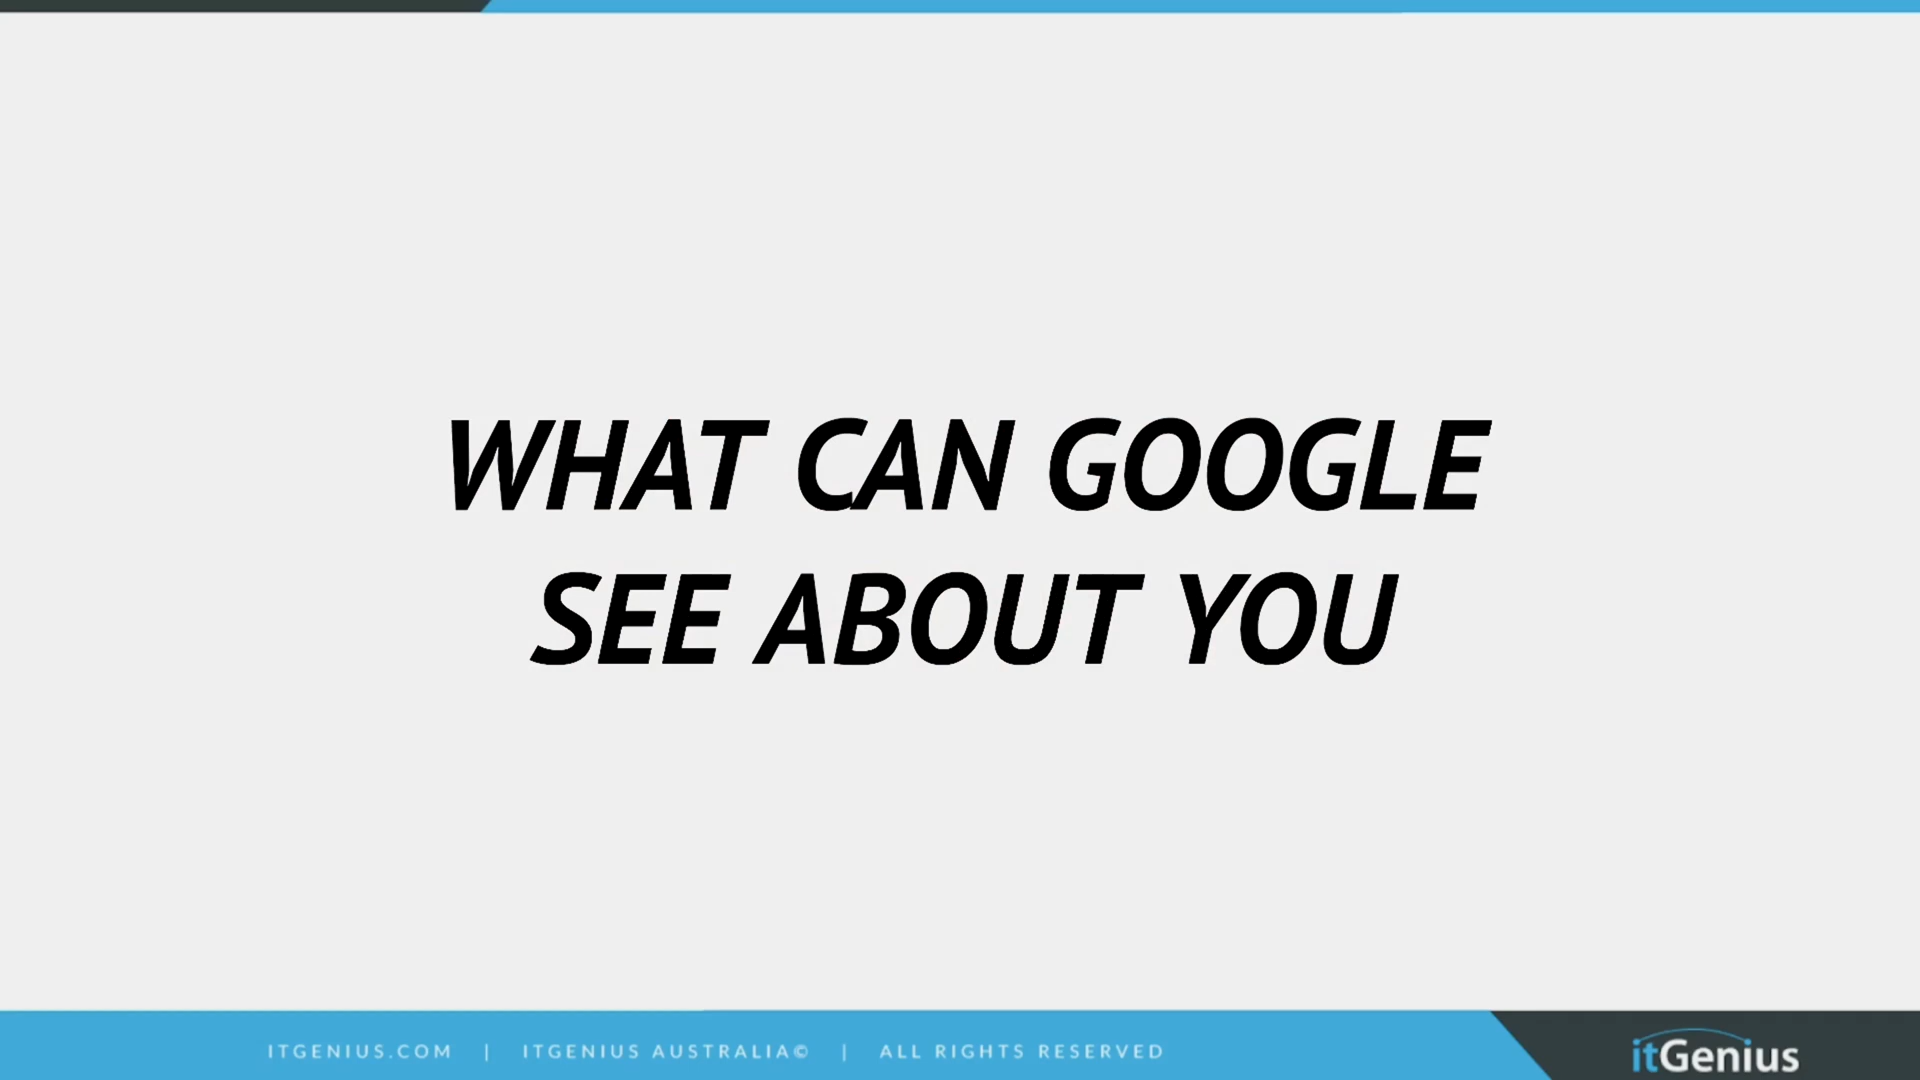 WHAT CAN GOOGLE
SEE ABOUT YOU
ITGENIUS.COM | ITGENIUS AUSTRALIA© | ALL RIGHTS RESERVED
itGenius